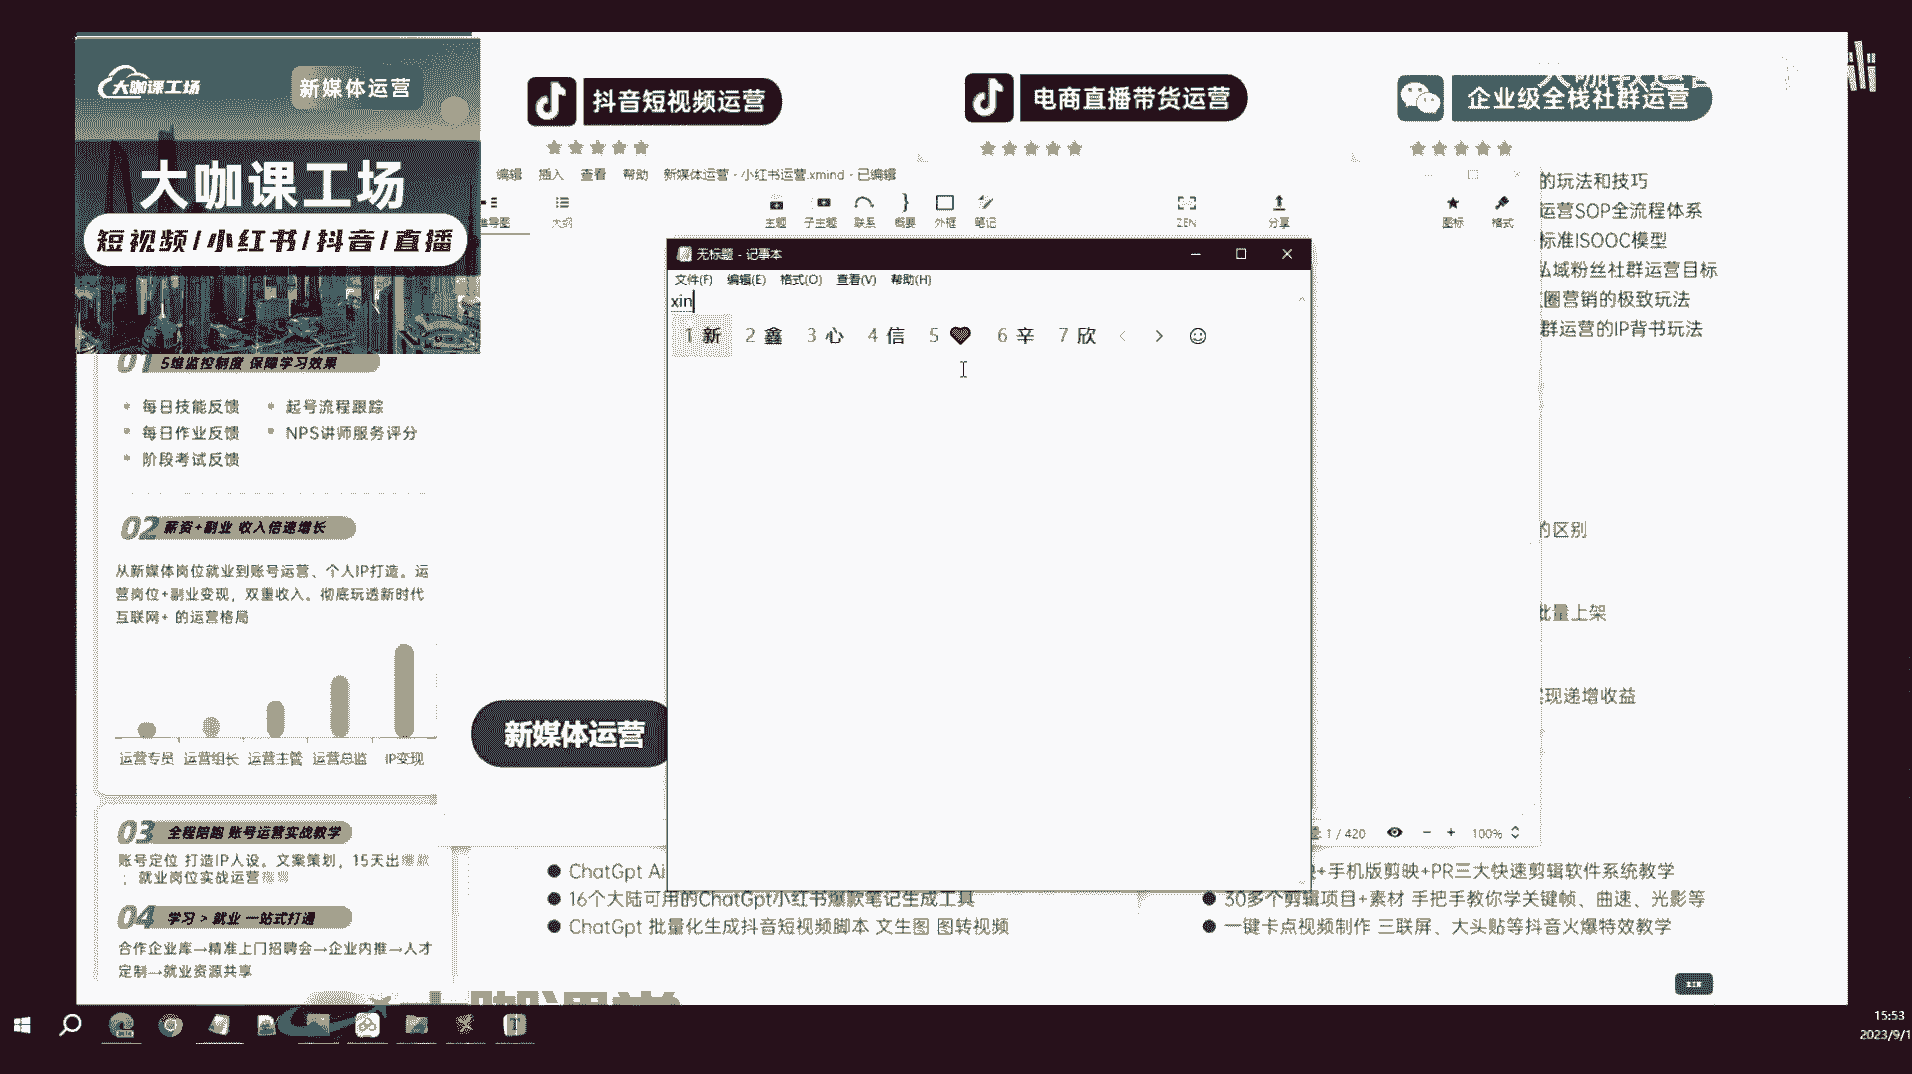 大咖课工场
新媒体运营
大咖课工场
短视频/小红书/抖音/直播
抖音短视频运营
电商直播带货运营
企业级全栈社群运营
编辑 插入 查看 帮助 新媒体运营 - 小红书运营.xmind - 已编辑
大纲
主题 子主题 联系 概要 外框 笔记 ZEN 分享 图标 格式
的玩法和技巧
运营SOP全流程体系
标准ISOOC模型
私域粉丝社群运营目标
圈营销的极致玩法
群运营的IP背书玩法
的区别
批量上架
实现递增收益
无标题 - 记事本
文件(F) 编辑(E) 格式(O) 查看(V) 帮助(H)
xin
1 新 2 鑫 3 心 4 信 5 6 辛 7 欣
01 5维监控制度 保障学习效果
每日技能反馈
起号流程跟踪
每日作业反馈
NPS讲师服务评分
阶段考试反馈
02 薪资+副业 收入倍速增长
从新媒体岗位就业到账号运营、个人IP打造。运
营岗位+副业变现，双重收入。彻底玩透新时代
互联网+ 的运营格局
运营专员 运营组长 运营主管 运营总监 IP变现
新媒体运营
03 全程陪跑 账号运营实战教学
账号定位 打造IP人设。文案策划，15天出爆款
；就业岗位实战运营
04 学习 > 就业 一站式打通
合作企业库→精准上门招聘会→企业内推→人才
定制→就业资源共享
1 / 420
100%
ChatGpt Ai
16个大陆可用的ChatGpt小红书爆款笔记生成工具
ChatGpt 批量化生成抖音短视频脚本 文生图 图转视频
+手机版剪映+PR三大快速剪辑软件系统教学
30多个剪辑项目+素材 手把手教你学关键帧、曲速、光影等
一键卡点视频制作 三联屏、大头贴等抖音火爆特效教学
15:53
2023/9/1